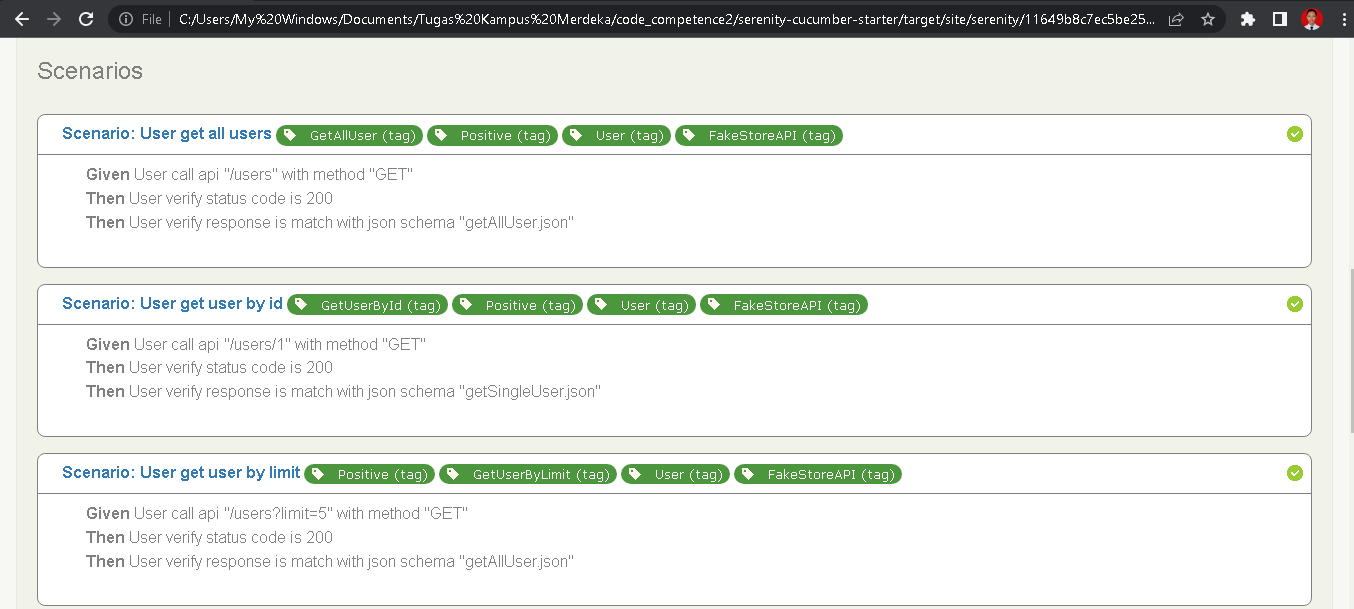 File C:/Users/My%20Windows/Documents/Tugas%20Kampus%20Merdeka/code_competence2/serenity-cucumber-starter/target/site/serenity/11649b8c7ec5be25...
Scenarios
Scenario: User get all users GetAllUser (tag) Positive (tag) User (tag) FakeStoreAPI (tag)
Given User call api "/users" with method "GET"
Then User verify status code is 200
Then User verify response is match with json schema "getAllUser.json"
Scenario: User get user by id GetUserById (tag) Positive (tag) User (tag) FakeStoreAPI (tag)
Given User call api "/users/1" with method "GET"
Then User verify status code is 200
Then User verify response is match with json schema "getSingleUser.json"
Scenario: User get user by limit Positive (tag) GetUserByLimit (tag) User (tag) FakeStoreAPI (tag)
Given User call api "/users?limit=5" with method "GET"
Then User verify status code is 200
Then User verify response is match with json schema "getAllUser.json"